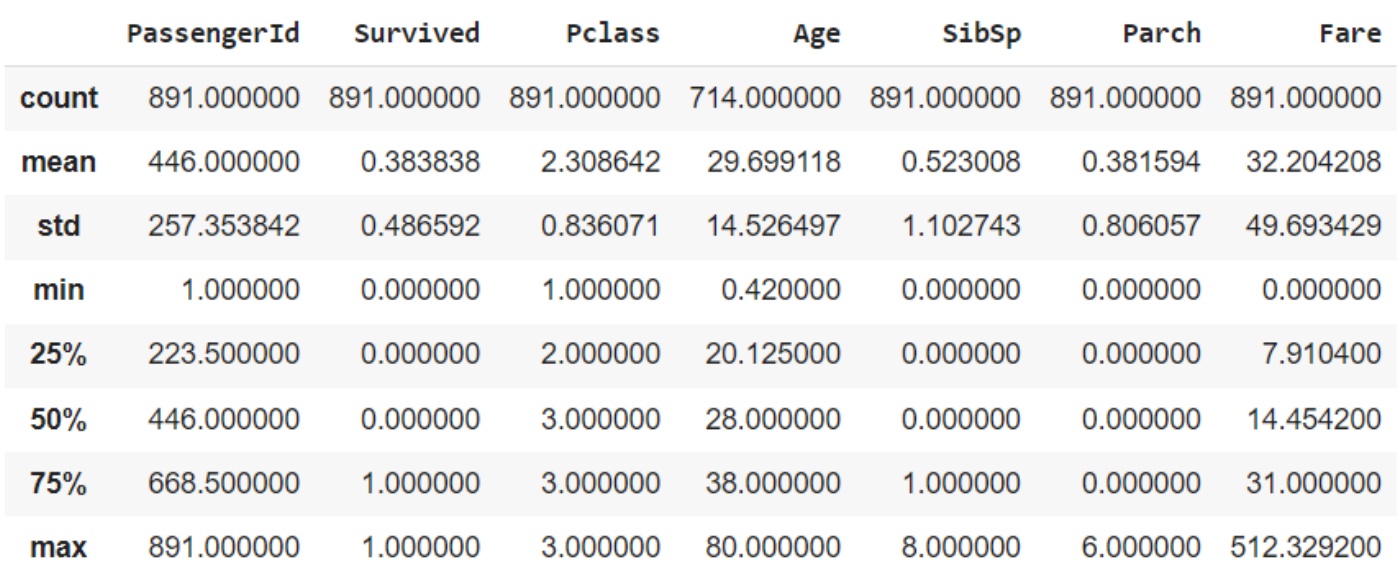 PassengerId Survived Pclass Age SibSp Parch Fare
count 891.000000 891.000000 891.000000 714.000000 891.000000 891.000000 891.000000
mean 446.000000 0.383838 2.308642 29.699118 0.523008 0.381594 32.204208
std 257.353842 0.486592 0.836071 14.526497 1.102743 0.806057 49.693429
min 1.000000 0.000000 1.000000 0.420000 0.000000 0.000000 0.000000
25% 223.500000 0.000000 2.000000 20.125000 0.000000 0.000000 7.910400
50% 446.000000 0.000000 3.000000 28.000000 0.000000 0.000000 14.454200
75% 668.500000 1.000000 3.000000 38.000000 1.000000 0.000000 31.000000
max 891.000000 1.000000 3.000000 80.000000 8.000000 6.000000 512.329200